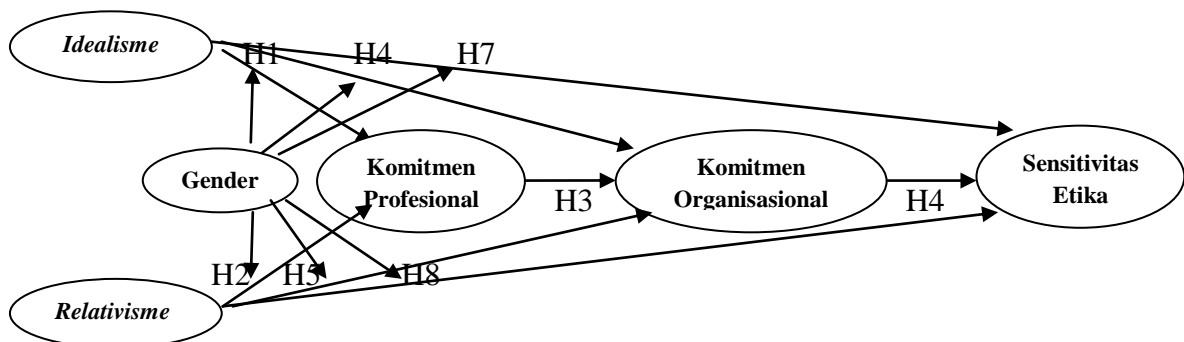 Idealisme
H1
H4
H7
Gender
Komitmen
Profesional
H3
Komitmen
Organisasional
H4
Sensitivitas
Etika
H2
H5
H8
Relativisme